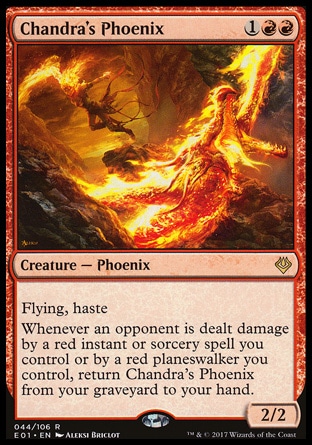 Chandra's Phoenix 1
Creature — Phoenix
Flying, haste
Whenever an opponent is dealt damage
by a red instant or sorcery spell you
control or by a red planeswalker you
control, return Chandra's Phoenix
from your graveyard to your hand.
2/2
044/106 R
E01 • EN Aleksi Briclot
™ & © 2017 Wizards of the Coast